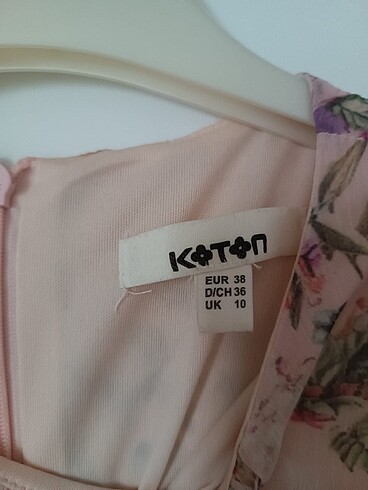 KOTON
EUR 38
D/CH 36
UK 10